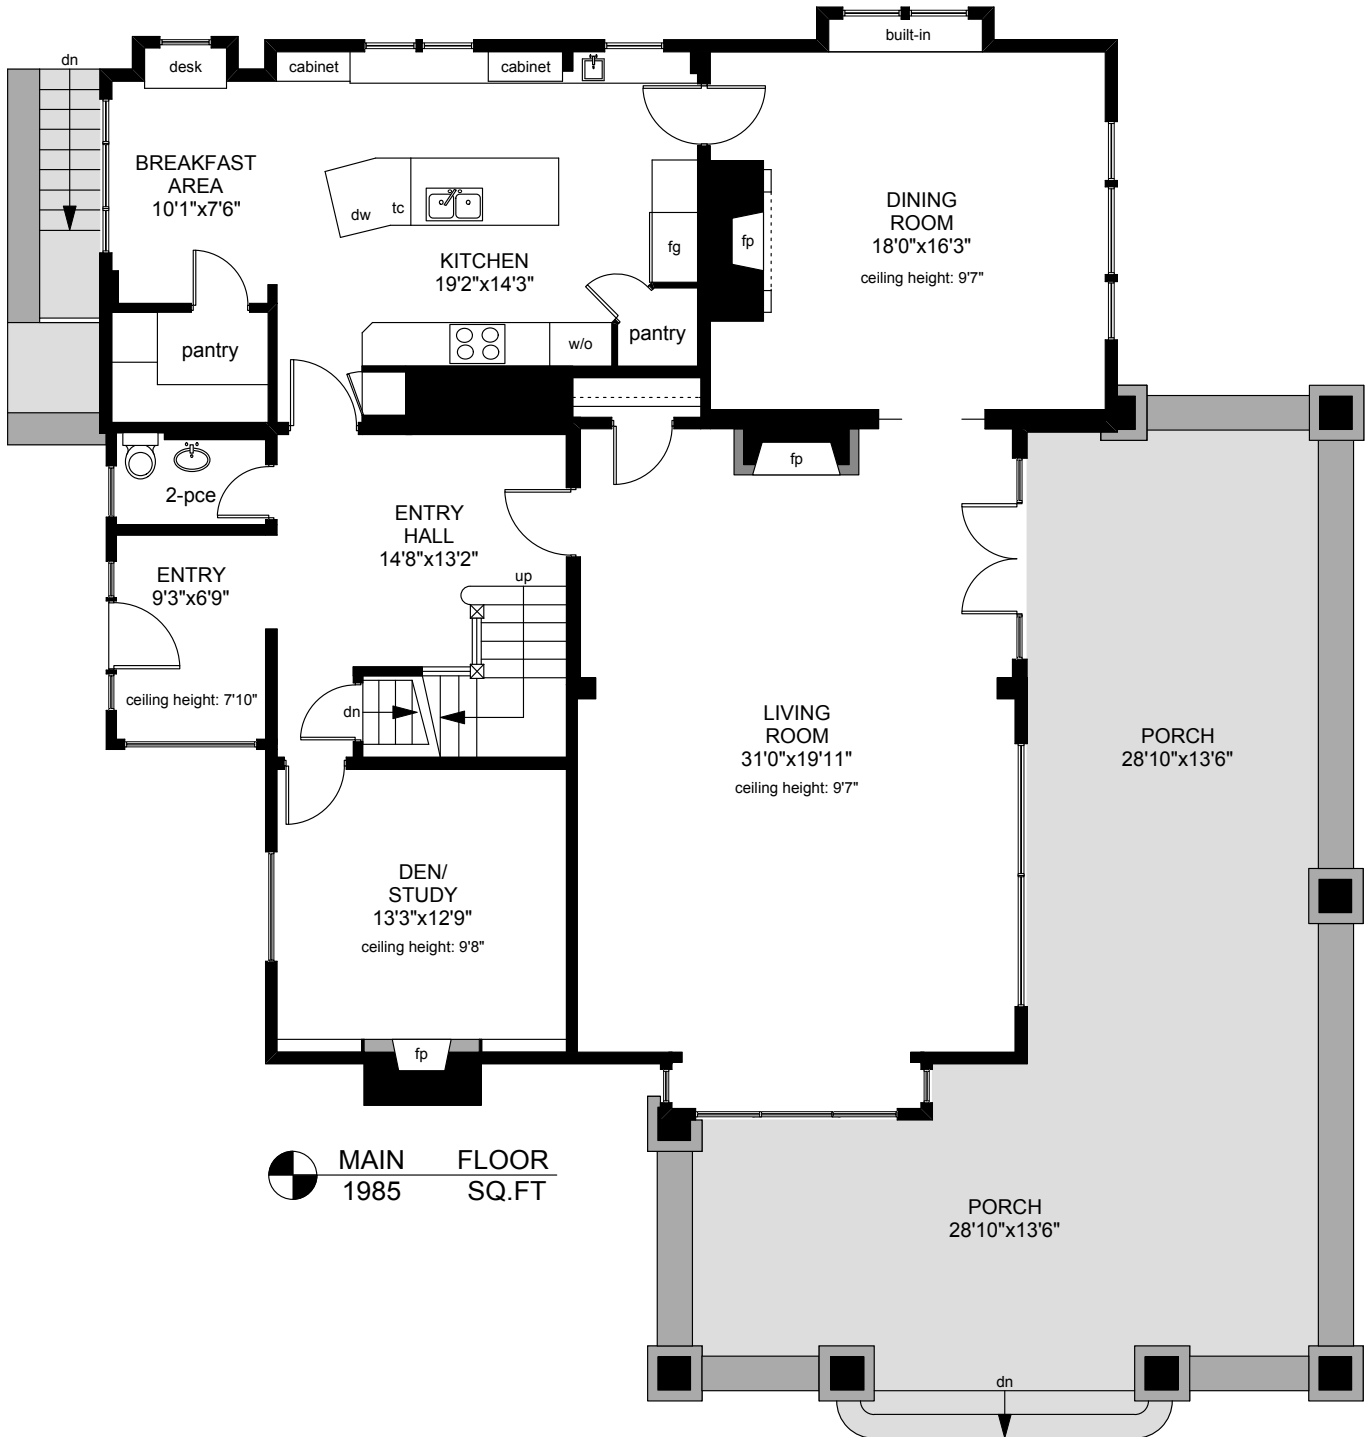 dn
desk
cabinet
cabinet
built-in
BREAKFAST
AREA
10'1"x7'6"
dw
tc
KITCHEN
19'2"x14'3"
fg
fp
DINING
ROOM
18'0"x16'3"
ceiling height: 9'7"
pantry
w/o
pantry
2-pce
ENTRY
HALL
14'8"x13'2"
fp
ENTRY
9'3"x6'9"
ceiling height: 7'10"
up
dn
LIVING
ROOM
31'0"x19'11"
ceiling height: 9'7"
PORCH
28'10"x13'6"
DEN/
STUDY
13'3"x12'9"
ceiling height: 9'8"
fp
MAIN FLOOR
1985 SQ.FT
PORCH
28'10"x13'6"
dn